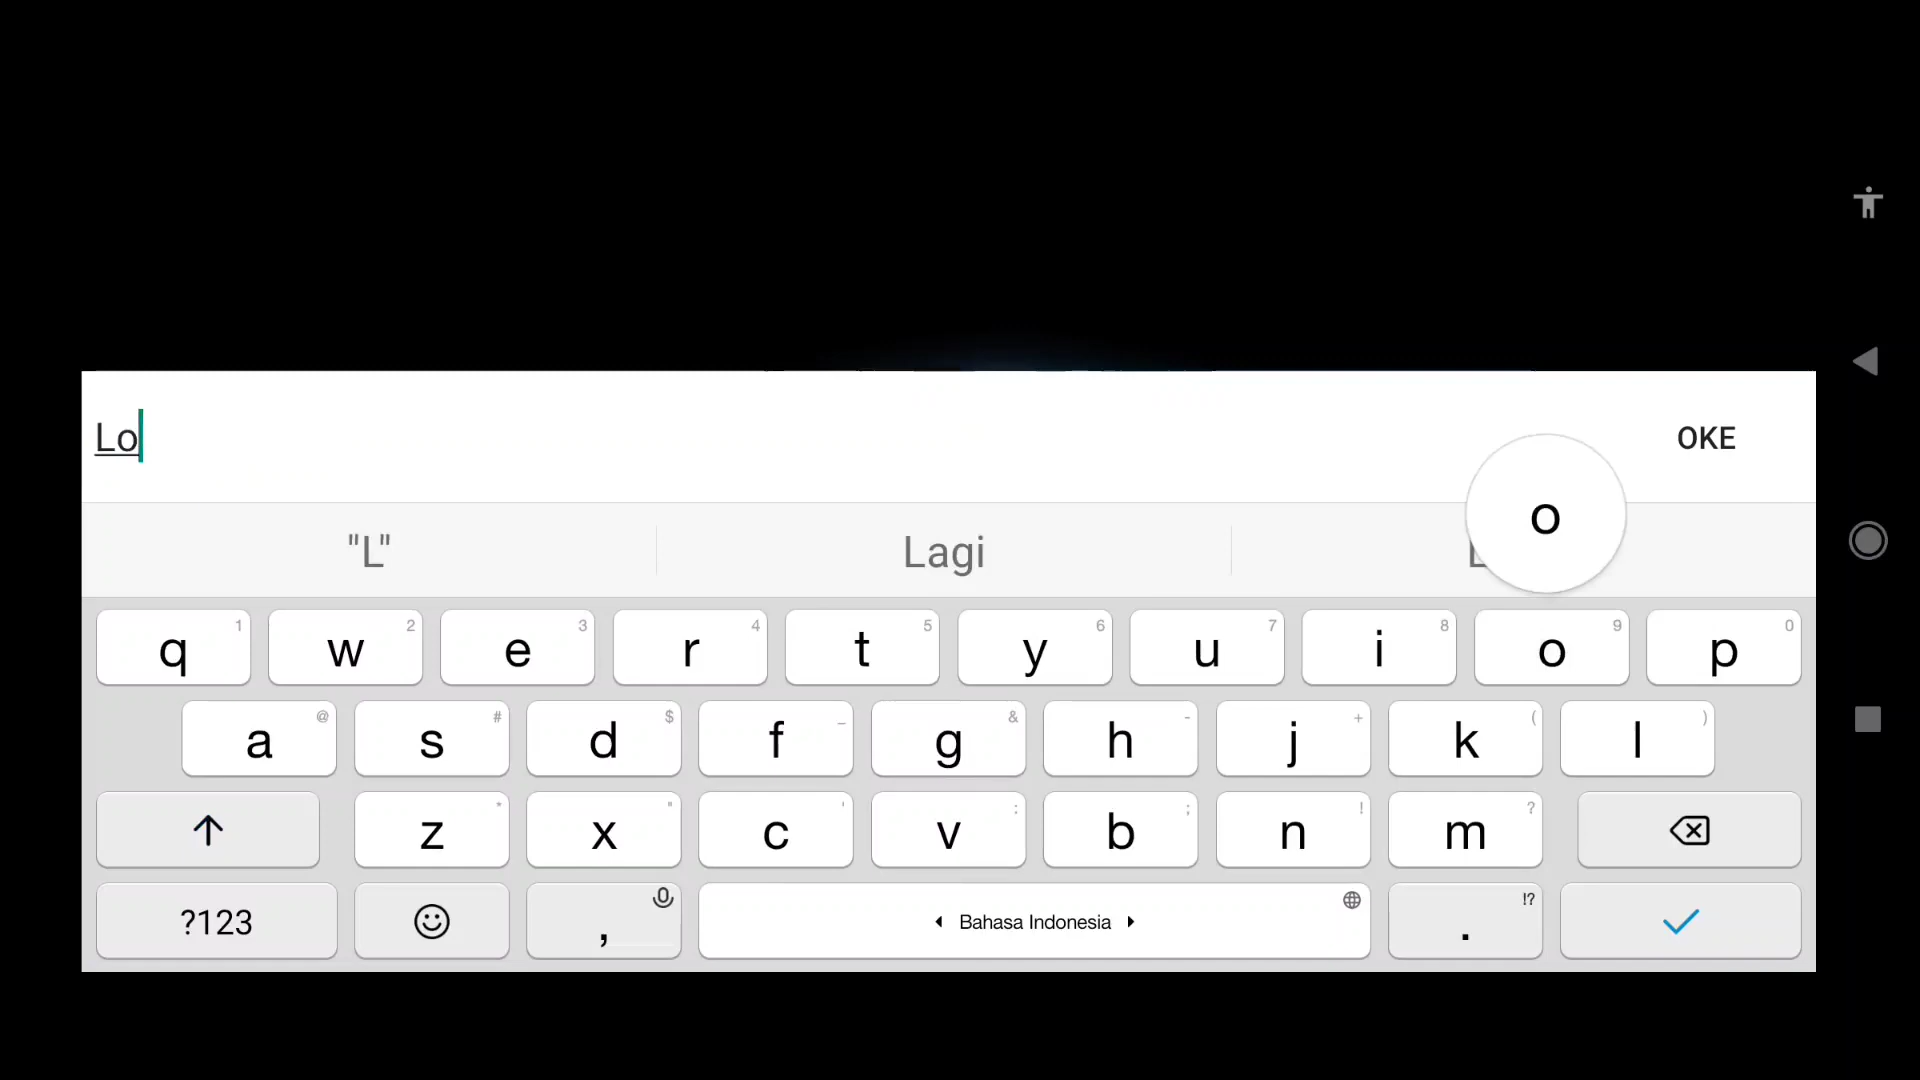 Lo
OKE
o
"L" Lagi
q 1 w 2 e 3 r 4 t 5 y 6 u 7 i 8 o 9 p 0
a @ s # d $ f _ g & h - j + k ( l )
z * x " c ' v : b ; n ! m ?
?123 , Bahasa Indonesia . !?